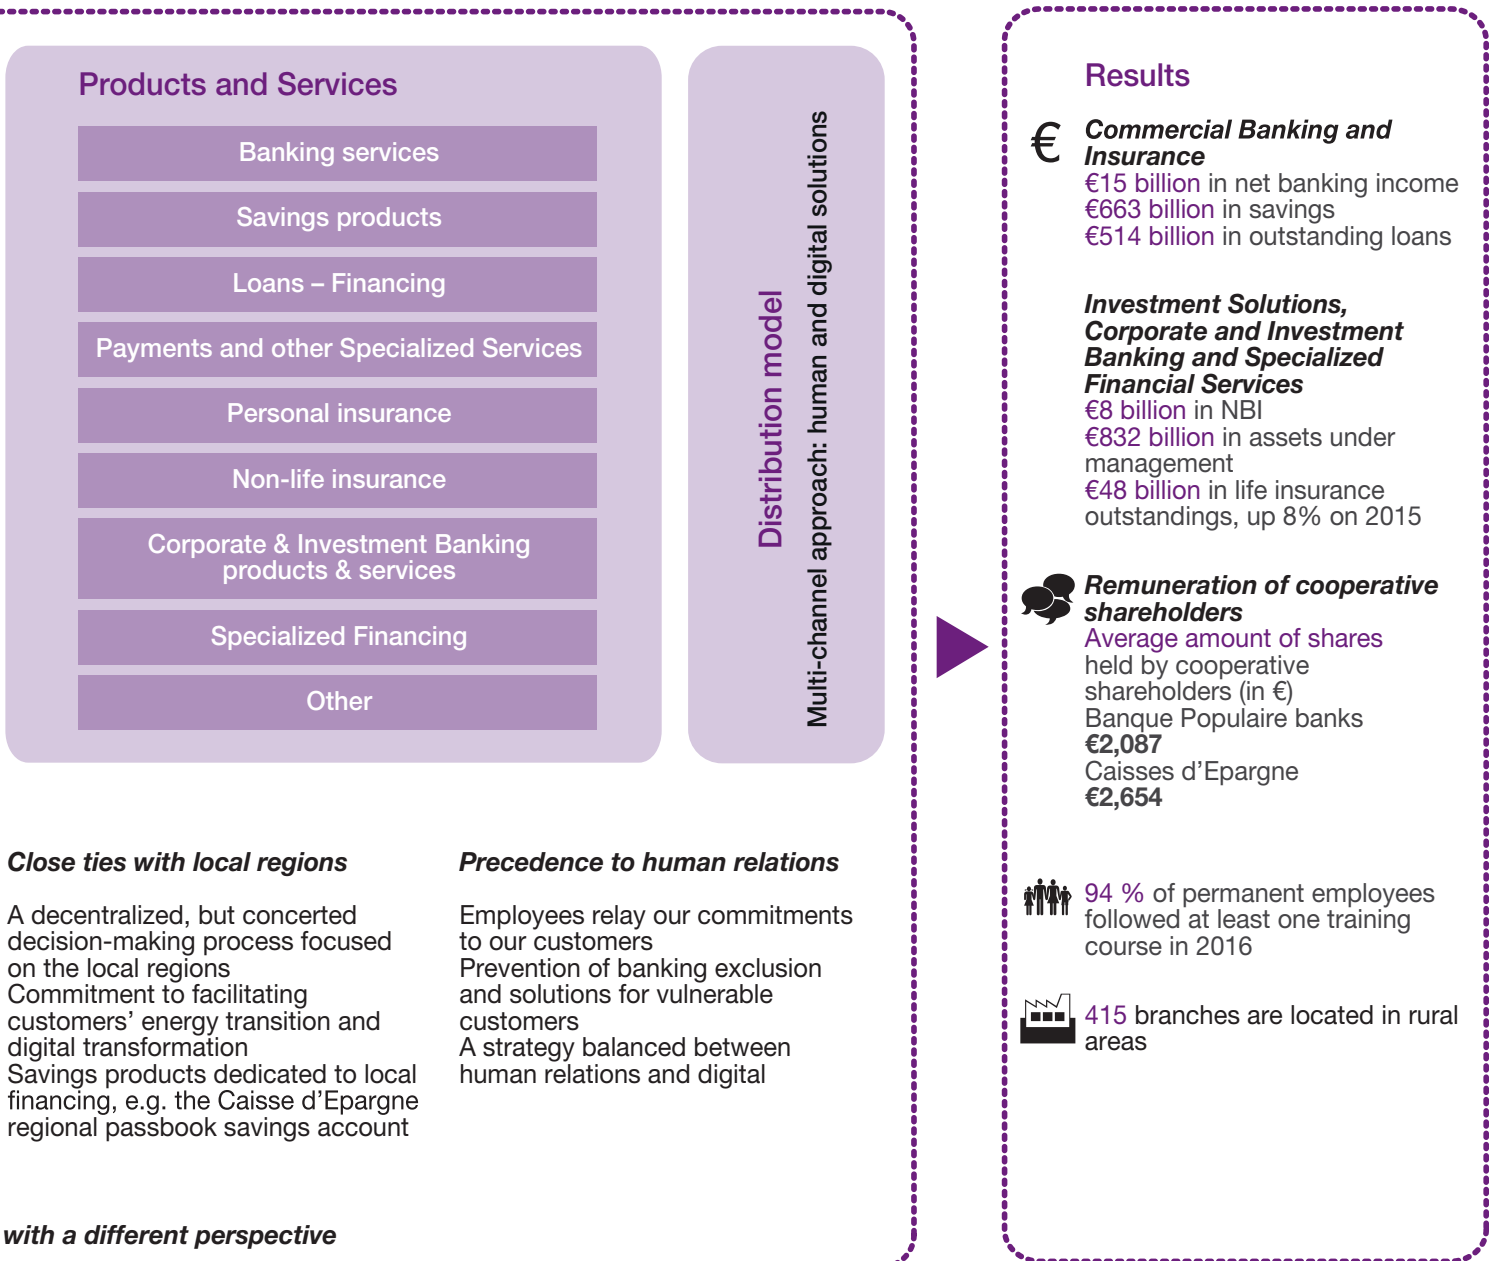 Products and Services
Banking services
Savings products
Loans – Financing
Payments and other Specialized Services
Personal insurance
Non-life insurance
Corporate & Investment Banking
products & services
Specialized Financing
Other
Distribution model
Multi-channel approach: human and digital solutions
Close ties with local regions
A decentralized, but concerted
decision-making process focused
on the local regions
Commitment to facilitating
customers’ energy transition and
digital transformation
Savings products dedicated to local
financing, e.g. the Caisse d’Epargne
regional passbook savings account
Precedence to human relations
Employees relay our commitments
to our customers
Prevention of banking exclusion
and solutions for vulnerable
customers
A strategy balanced between
human relations and digital
with a different perspective
Results
€
Commercial Banking and
Insurance
€15 billion in net banking income
€663 billion in savings
€514 billion in outstanding loans
Investment Solutions,
Corporate and Investment
Banking and Specialized
Financial Services
€8 billion in NBI
€832 billion in assets under
management
€48 billion in life insurance
outstandings, up 8% on 2015
Remuneration of cooperative
shareholders
Average amount of shares
held by cooperative
shareholders (in €)
Banque Populaire banks
€2,087
Caisses d’Epargne
€2,654
94 % of permanent employees
followed at least one training
course in 2016
415 branches are located in rural
areas